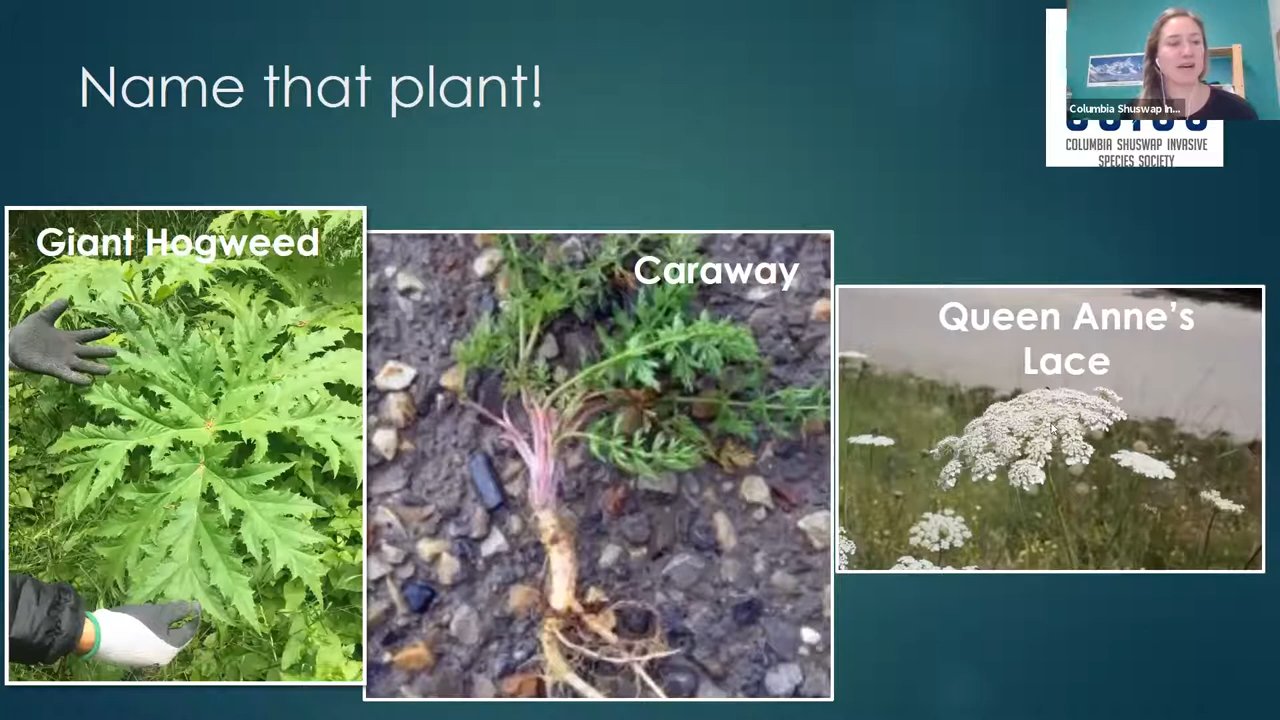 Name that plant!
Columbia Shuswap In...
COLUMBIA SHUSWAP INVASIVE
SPECIES SOCIETY
Giant Hogweed
Caraway
Queen Anne's
Lace